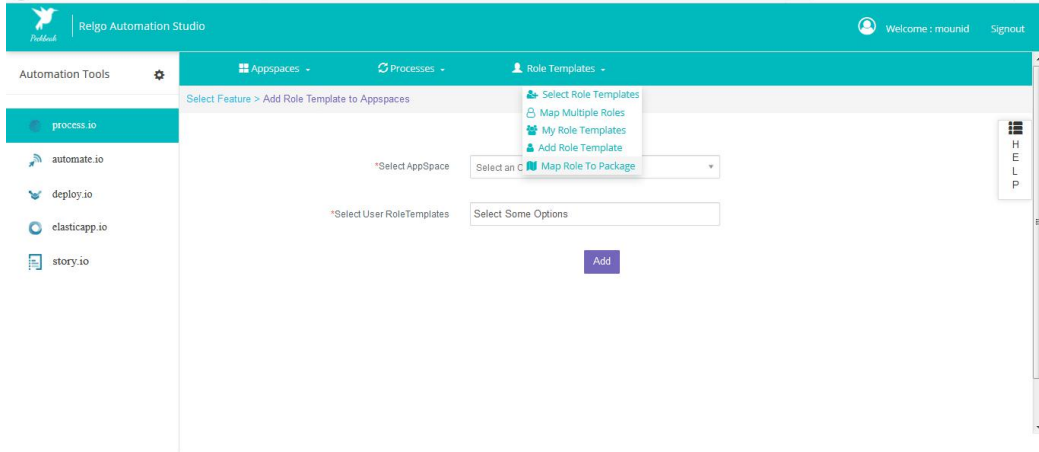 Relgo Automation Studio
Welcome : mounid
Signout
Automation Tools
Appspaces
Processes
Role Templates
Select Feature > Add Role Template to Appspaces
Select Role Templates
Map Multiple Roles
My Role Templates
Add Role Template
Map Role To Package
process.io
automate.io
deploy.io
elasticapp.io
story.io
*Select AppSpace
Select an O
*Select User RoleTemplates
Select Some Options
Add
H
E
L
P